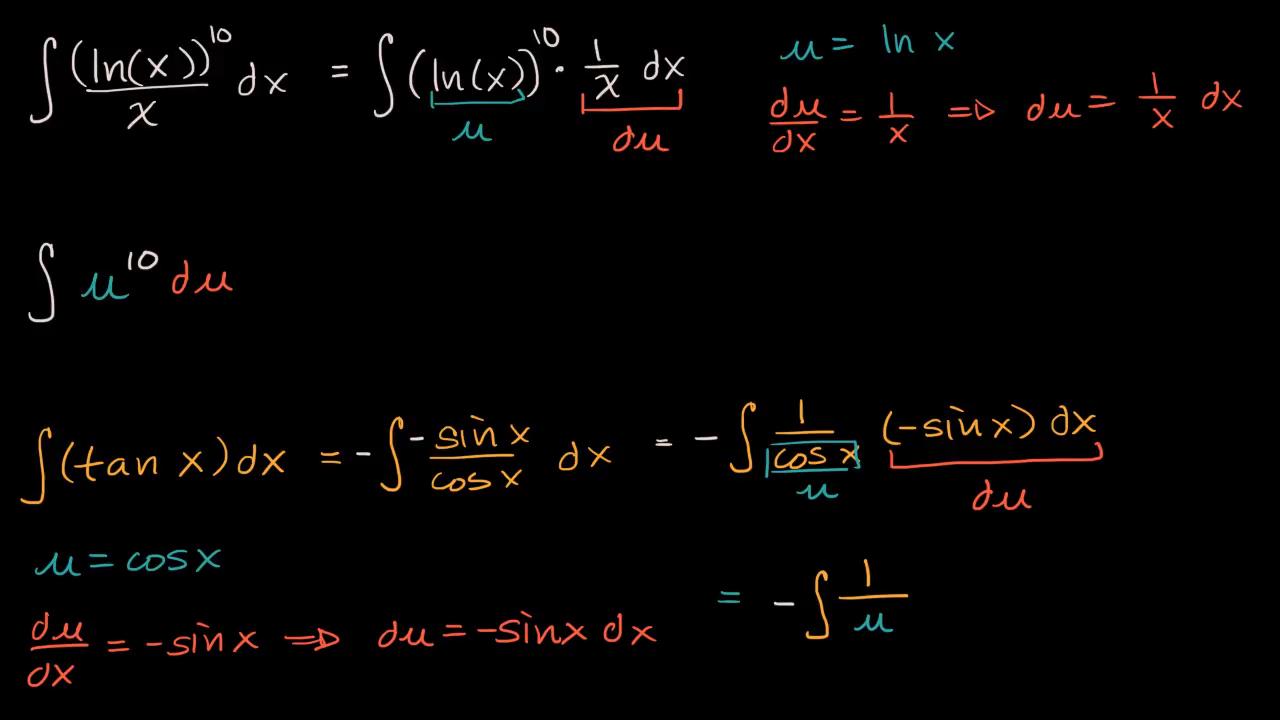 ∫ (ln(x))^10 / x dx = ∫ (ln(x))^10 · 1/x dx
u
du
u = ln x
du/dx = 1/x ⇒ du = 1/x dx
∫ u^10 du
∫ (tan x) dx = -∫ -sin x / cos x dx = -∫ 1/cos x (-sin x) dx
u
du
u = cos x
du/dx = -sin x ⇒ du = -sin x dx
= -∫ 1/u